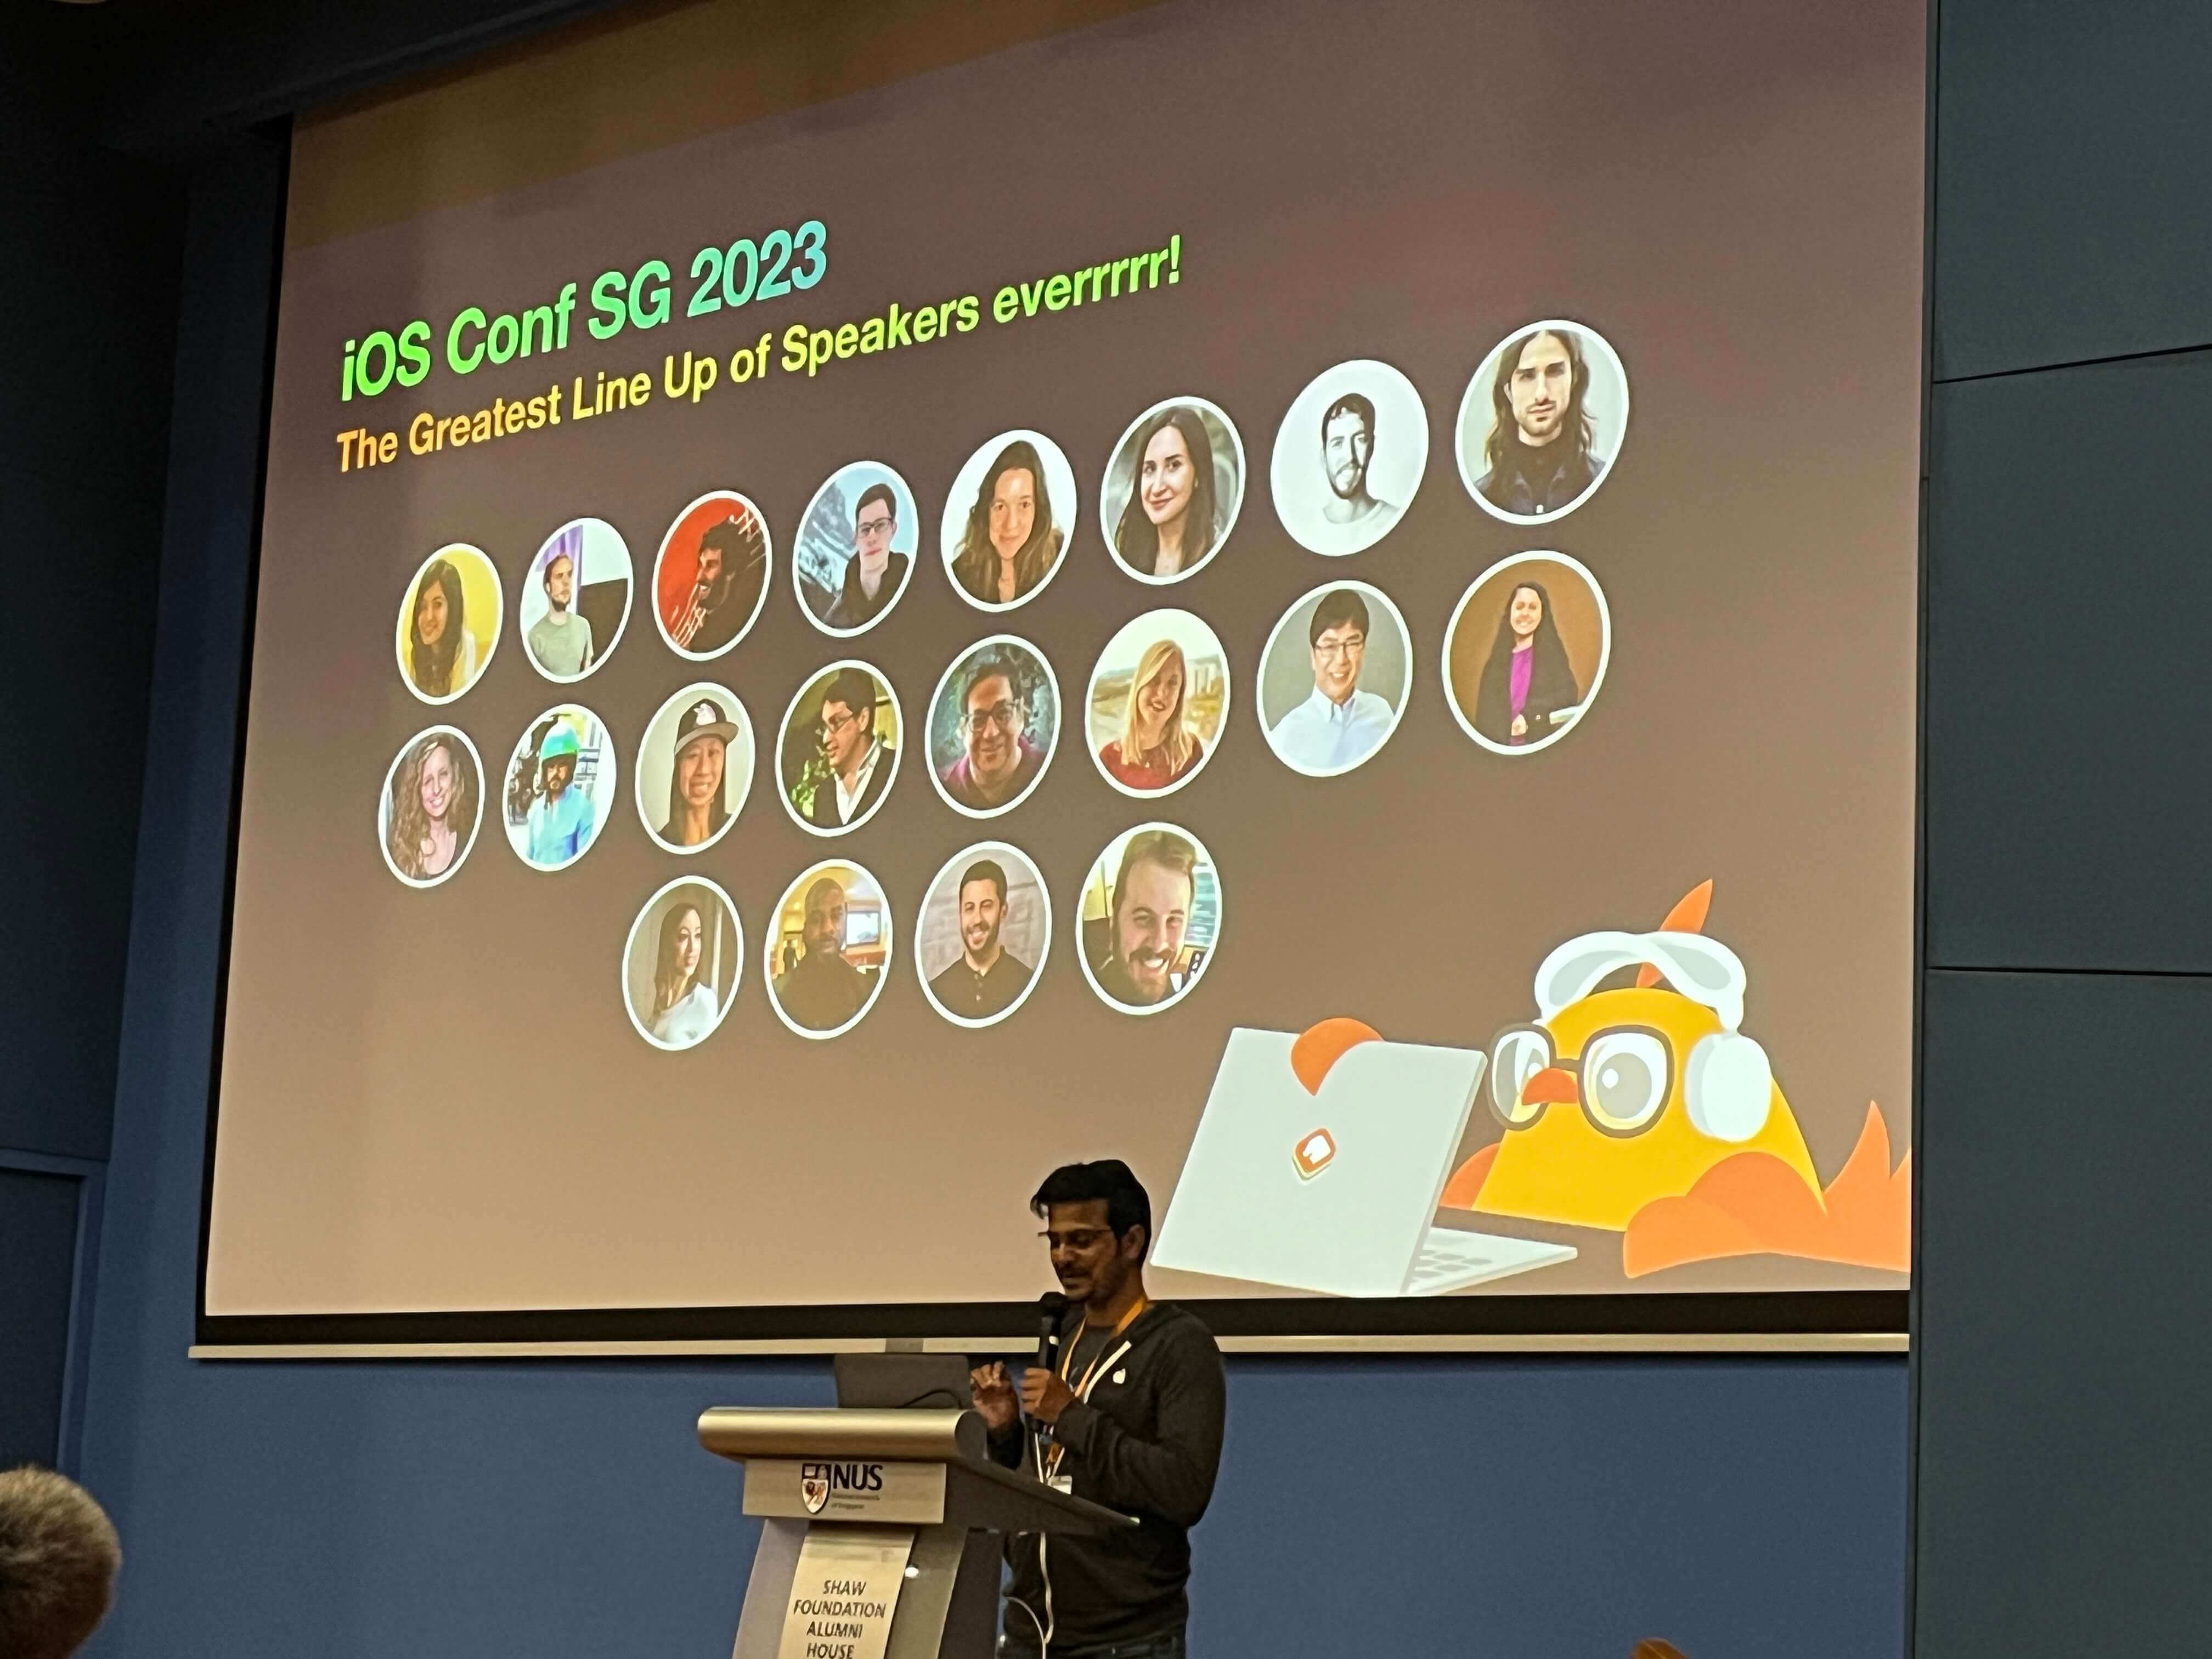 iOS Conf SG 2023
The Greatest Line Up of Speakers everrrrr!
NUS
SHAW
FOUNDATION
ALUMNI
HOUSE